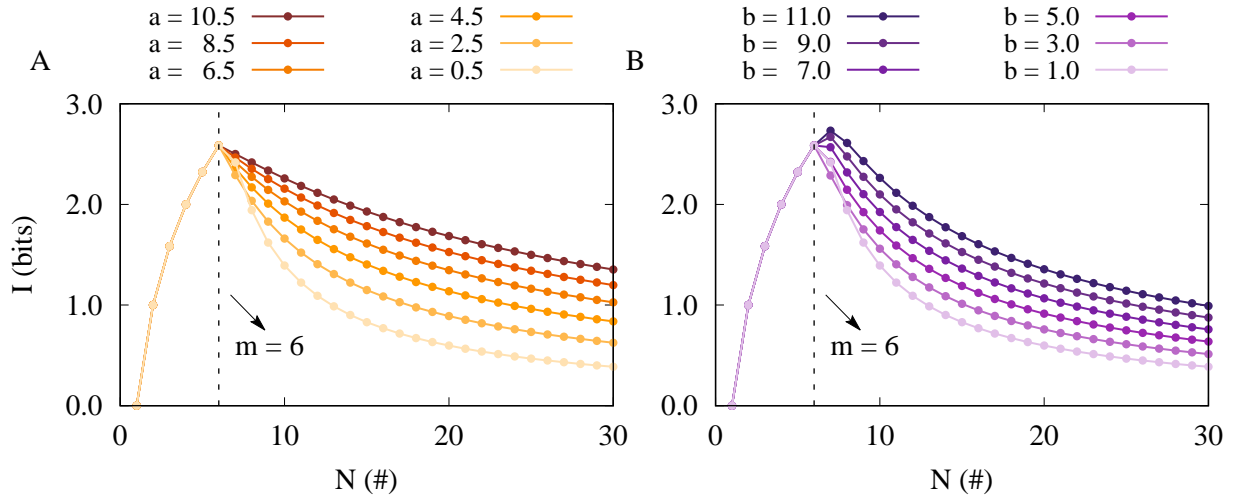 a = 10.5 a = 4.5 b = 11.0 b = 5.0
a = 8.5 a = 2.5 b = 9.0 b = 3.0
A a = 6.5 a = 0.5 B b = 7.0 b = 1.0
3.0 3.0
2.0 2.0
I (bits)
1.0 1.0
m = 6 m = 6
0.0 0.0
0 10 20 30 0 10 20 30
N (#) N (#)